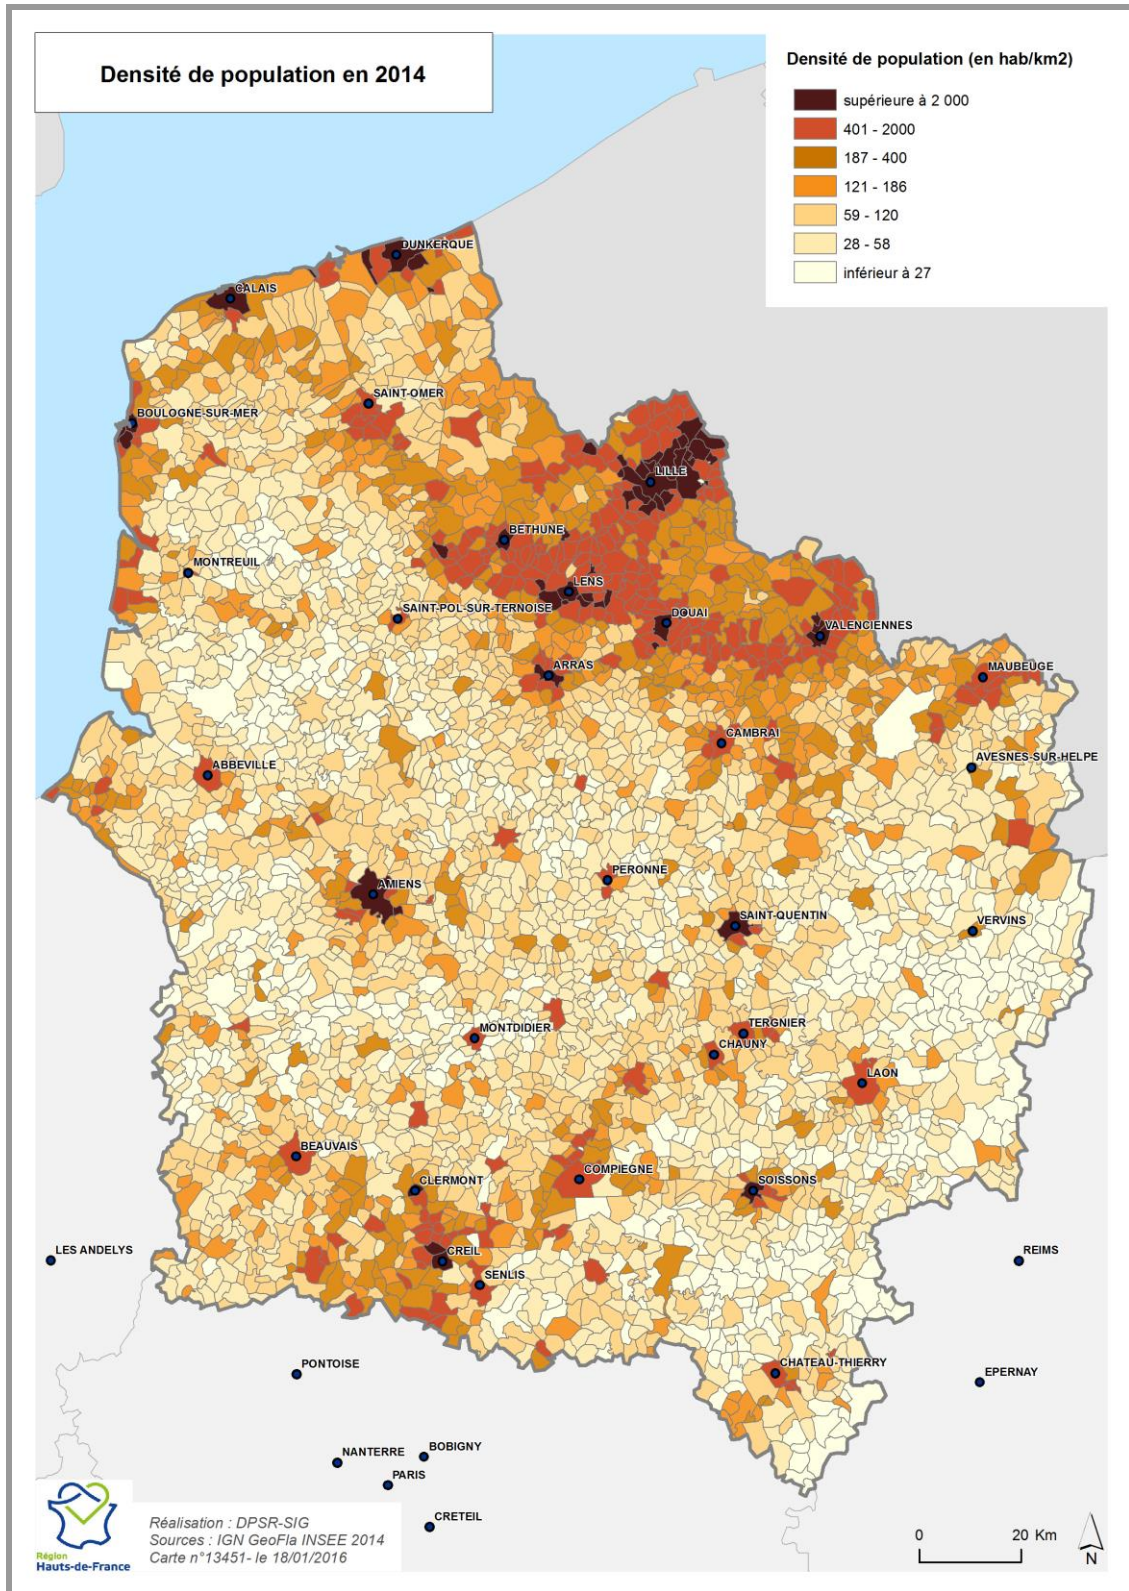 Densité de population en 2014
Densité de population (en hab/km2)
supérieure à 2 000
401 - 2000
187 - 400
121 - 186
59 - 120
28 - 58
inférieur à 27
DUNKERQUE
CALAIS
SAINT-OMER
BOULOGNE-SUR-MER
LILLE
BETHUNE
MONTREUIL
LENS
SAINT-POL-SUR-TERNOISE
DOUAI
VALENCIENNES
ARRAS
MAUBEUGE
CAMBRAI
ABBEVILLE
AVESNES-SUR-HELPE
PERONNE
AMIENS
SAINT-QUENTIN
VERVINS
MONTDIDIER
TERGNIER
CHAUNY
LAON
BEAUVAIS
COMPIEGNE
CLERMONT
SOISSONS
LES ANDELYS
CREIL
REIMS
SENLIS
PONTOISE
CHATEAU-THIERRY
EPERNAY
NANTERRE
BOBIGNY
PARIS
CRETEIL
Région
Hauts-de-France
Réalisation : DPSR-SIG
Sources : IGN GeoFla INSEE 2014
Carte n°13451- le 18/01/2016
0 20 Km
N